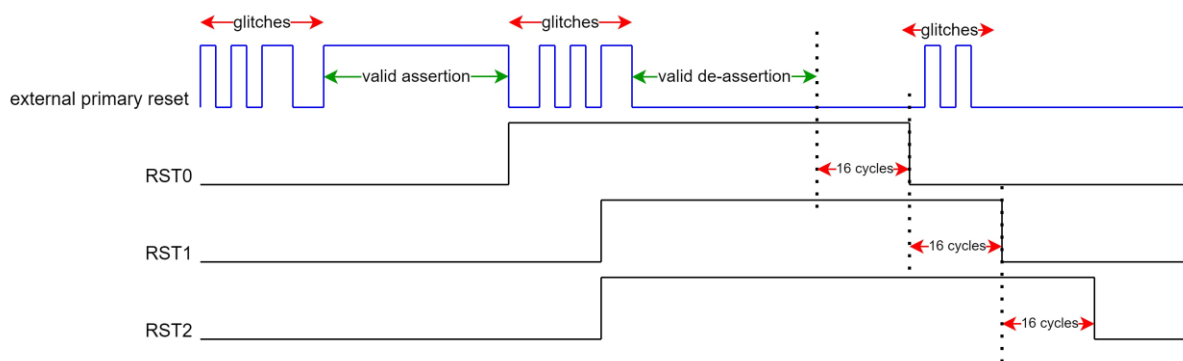 glitches
glitches
glitches
valid assertion
valid de-assertion
external primary reset
16 cycles
RST0
16 cycles
RST1
16 cycles
RST2